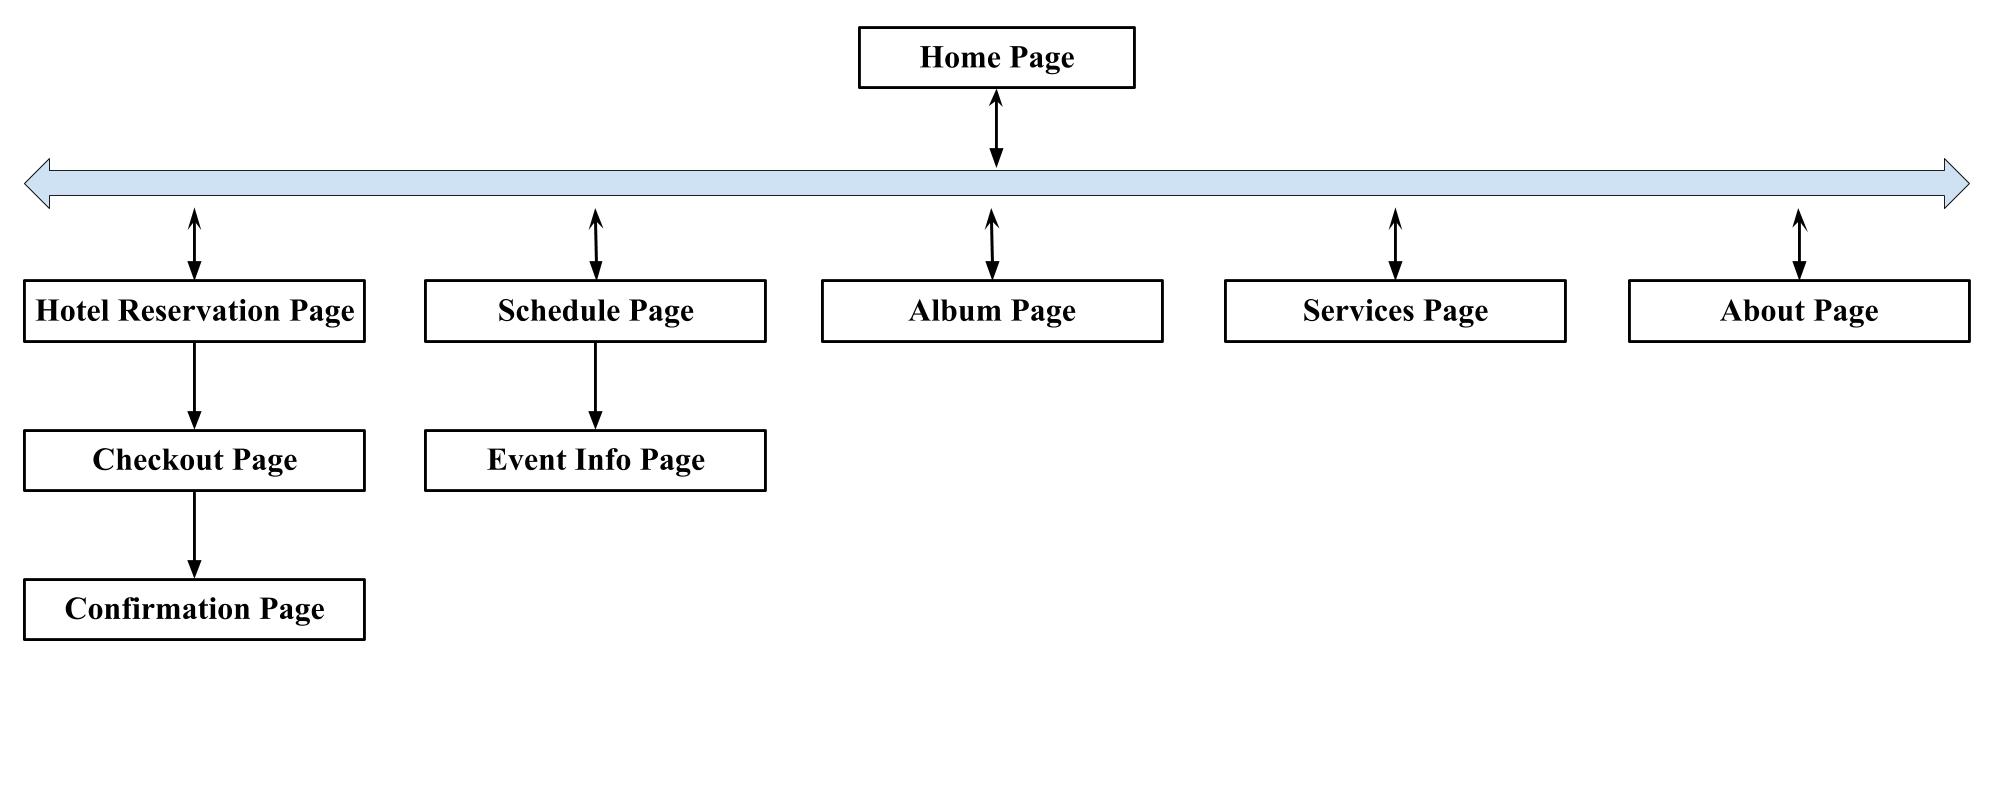 Home Page
Hotel Reservation Page
Schedule Page
Album Page
Services Page
About Page
Checkout Page
Event Info Page
Confirmation Page